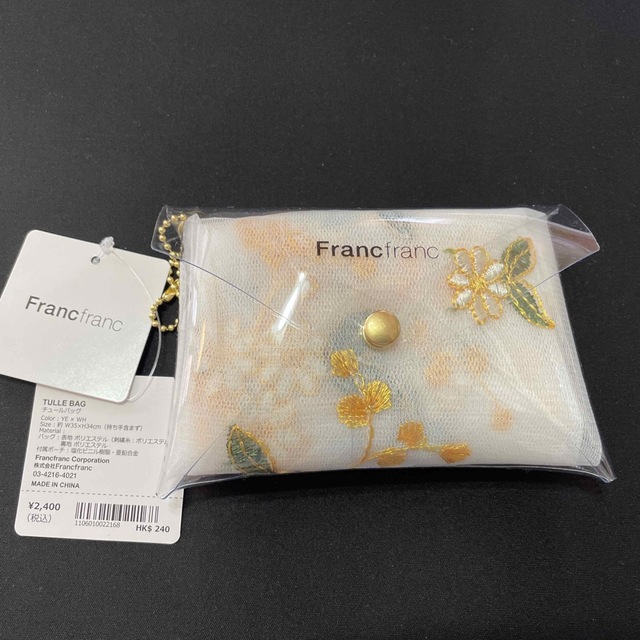 Francfranc
Francfranc
TULLE BAG
チュールバッグ
Color : YE × WH
Size : 約 W35×H34cm (持ち手含まず)
Material :
バッグ : 表地 ポリエステル (刺繍糸 : ポリエステル
裏地 ポリエステル
付属ポーチ : 塩化ビニル樹脂・亜鉛合金
Francfranc Corporation
株式会社Francfranc
03-4216-4021
MADE IN CHINA
¥2,400
(税込)
1106010022168
HK$ 240